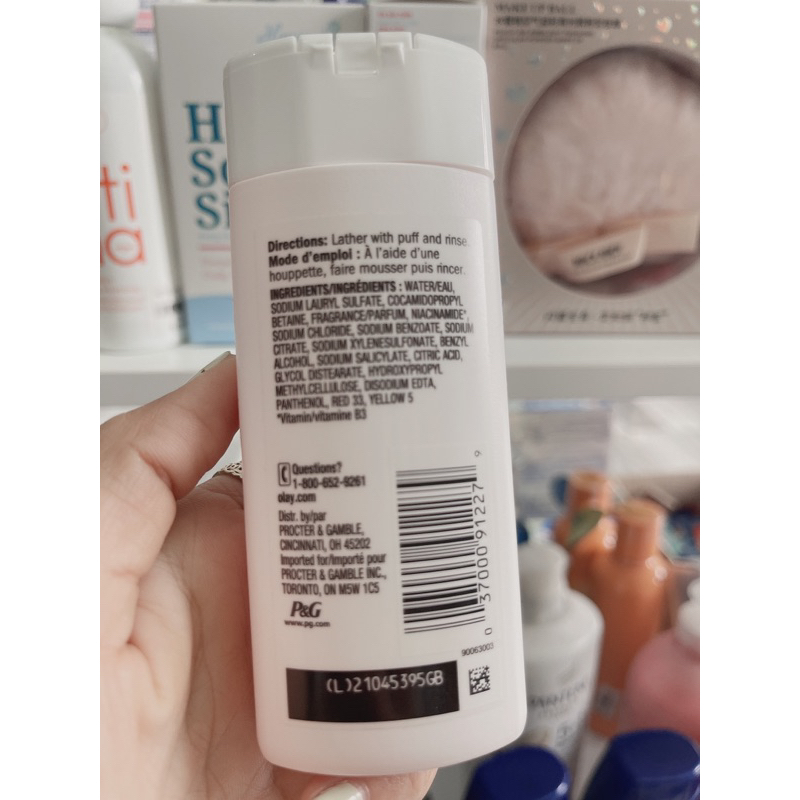 Directions: Lather with puff and rinse.
Mode d'emploi : À l'aide d'une
houppette, faire mousser puis rincer.
INGREDIENTS/INGRÉDIENTS : WATER/EAU,
SODIUM LAURYL SULFATE, COCAMIDOPROPYL
BETAINE, FRAGRANCE/PARFUM, NIACINAMIDE*,
SODIUM CHLORIDE, SODIUM BENZOATE, SODIUM
CITRATE, SODIUM XYLENESULFONATE, BENZYL
ALCOHOL, SODIUM SALICYLATE, CITRIC ACID,
GLYCOL DISTEARATE, HYDROXYPROPYL
METHYLCELLULOSE, DISODIUM EDTA,
PANTHENOL, RED 33, YELLOW 5
*Vitamin/vitamine B3
Questions?
1-800-652-9261
olay.com
Distr. by/par
PROCTER & GAMBLE,
CINCINNATI, OH 45202
Imported for/Importé pour
PROCTER & GAMBLE INC.,
TORONTO, ON M5W 1C5
P&G
www.pg.com
0 37000 91227 9
90063003
(L)21045395GB